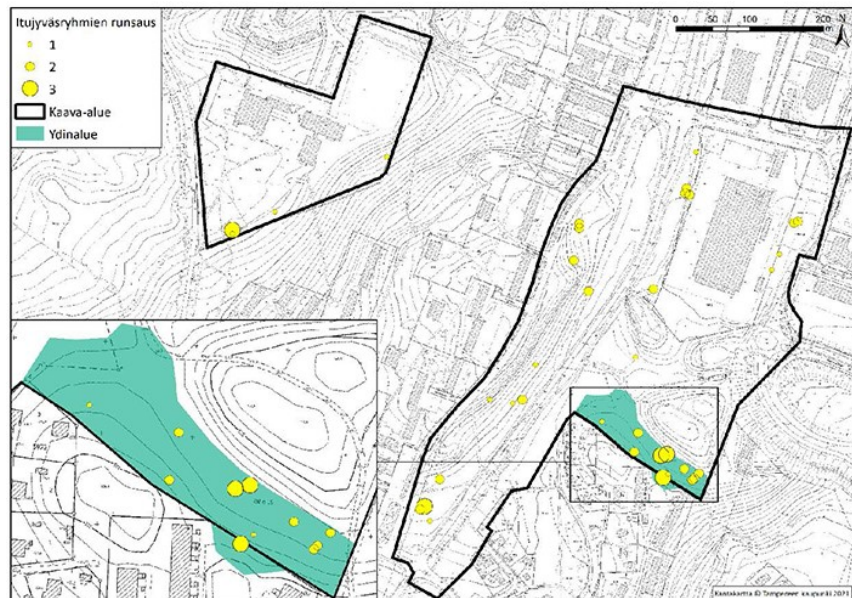 Itujyväsryhmien runsaus
1
2
3
Kaava-alue
Ydinalue
0 50 100 200
m
N
Kantakartta © Tampereen kaupunki 2021